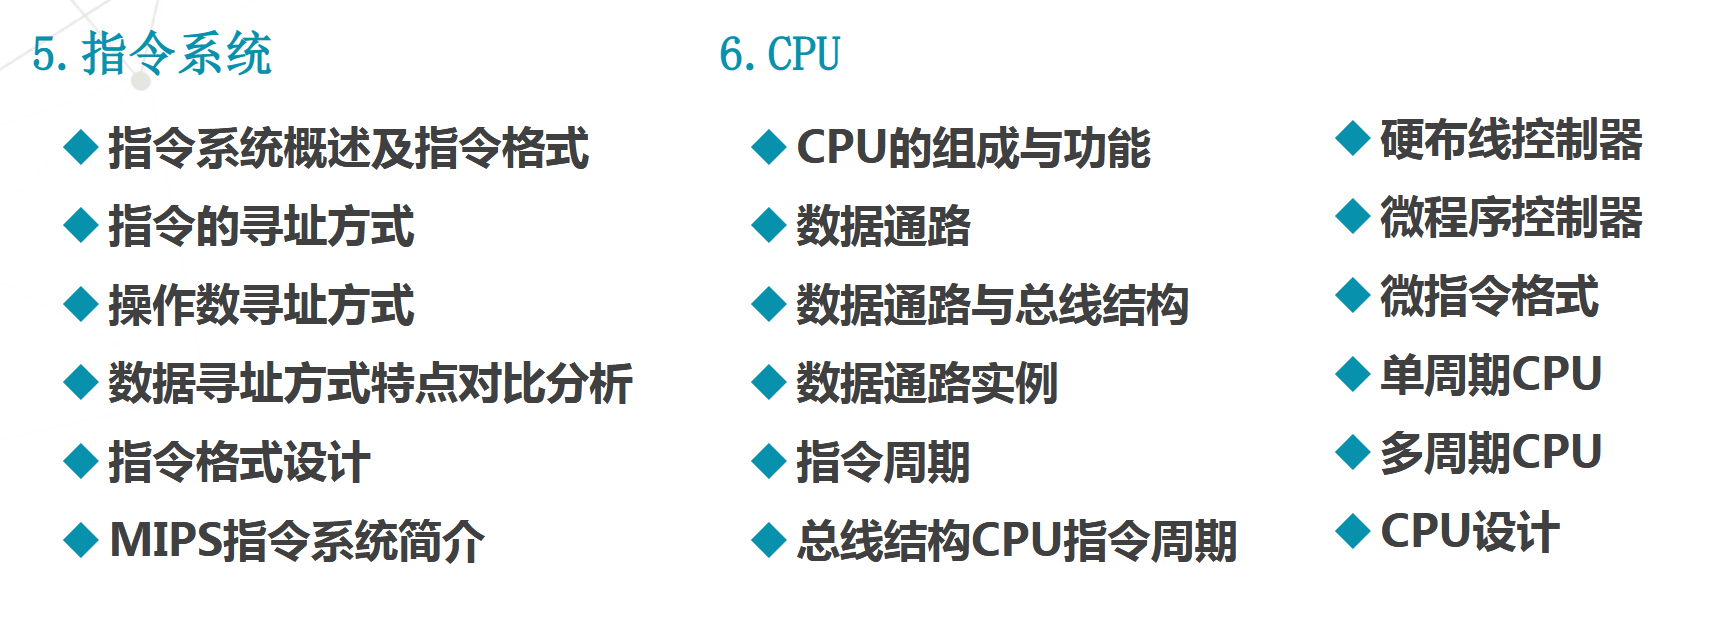 5. 指令系统
指令系统概述及指令格式
指令的寻址方式
操作数寻址方式
数据寻址方式特点对比分析
指令格式设计
MIPS指令系统简介
6. CPU
CPU的组成与功能
数据通路
数据通路与总线结构
数据通路实例
指令周期
总线结构CPU指令周期
硬布线控制器
微程序控制器
微指令格式
单周期CPU
多周期CPU
CPU设计